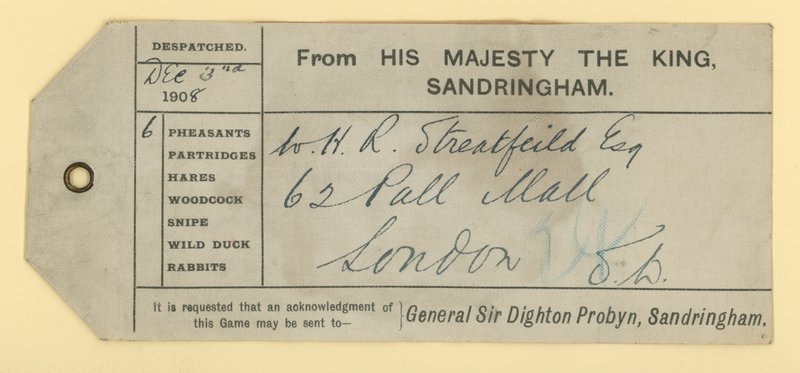 DESPATCHED.
Dec 3rd
1908
From HIS MAJESTY THE KING,
SANDRINGHAM.
6 PHEASANTS
PARTRIDGES
HARES
WOODCOCK
SNIPE
WILD DUCK
RABBITS
W. H. R. Streatfeild Esq
62 Pall Mall
London S.W.
It is requested that an acknowledgment of
this Game may be sent to—
General Sir Dighton Probyn, Sandringham.